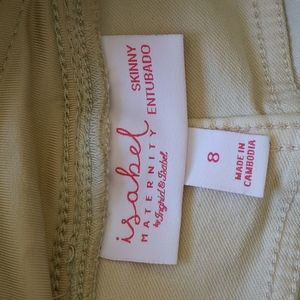 isabel
MATERNITY
by Ingrid & Isabel
SKINNY
ENTUBADO
8
MADE IN
CAMBODIA